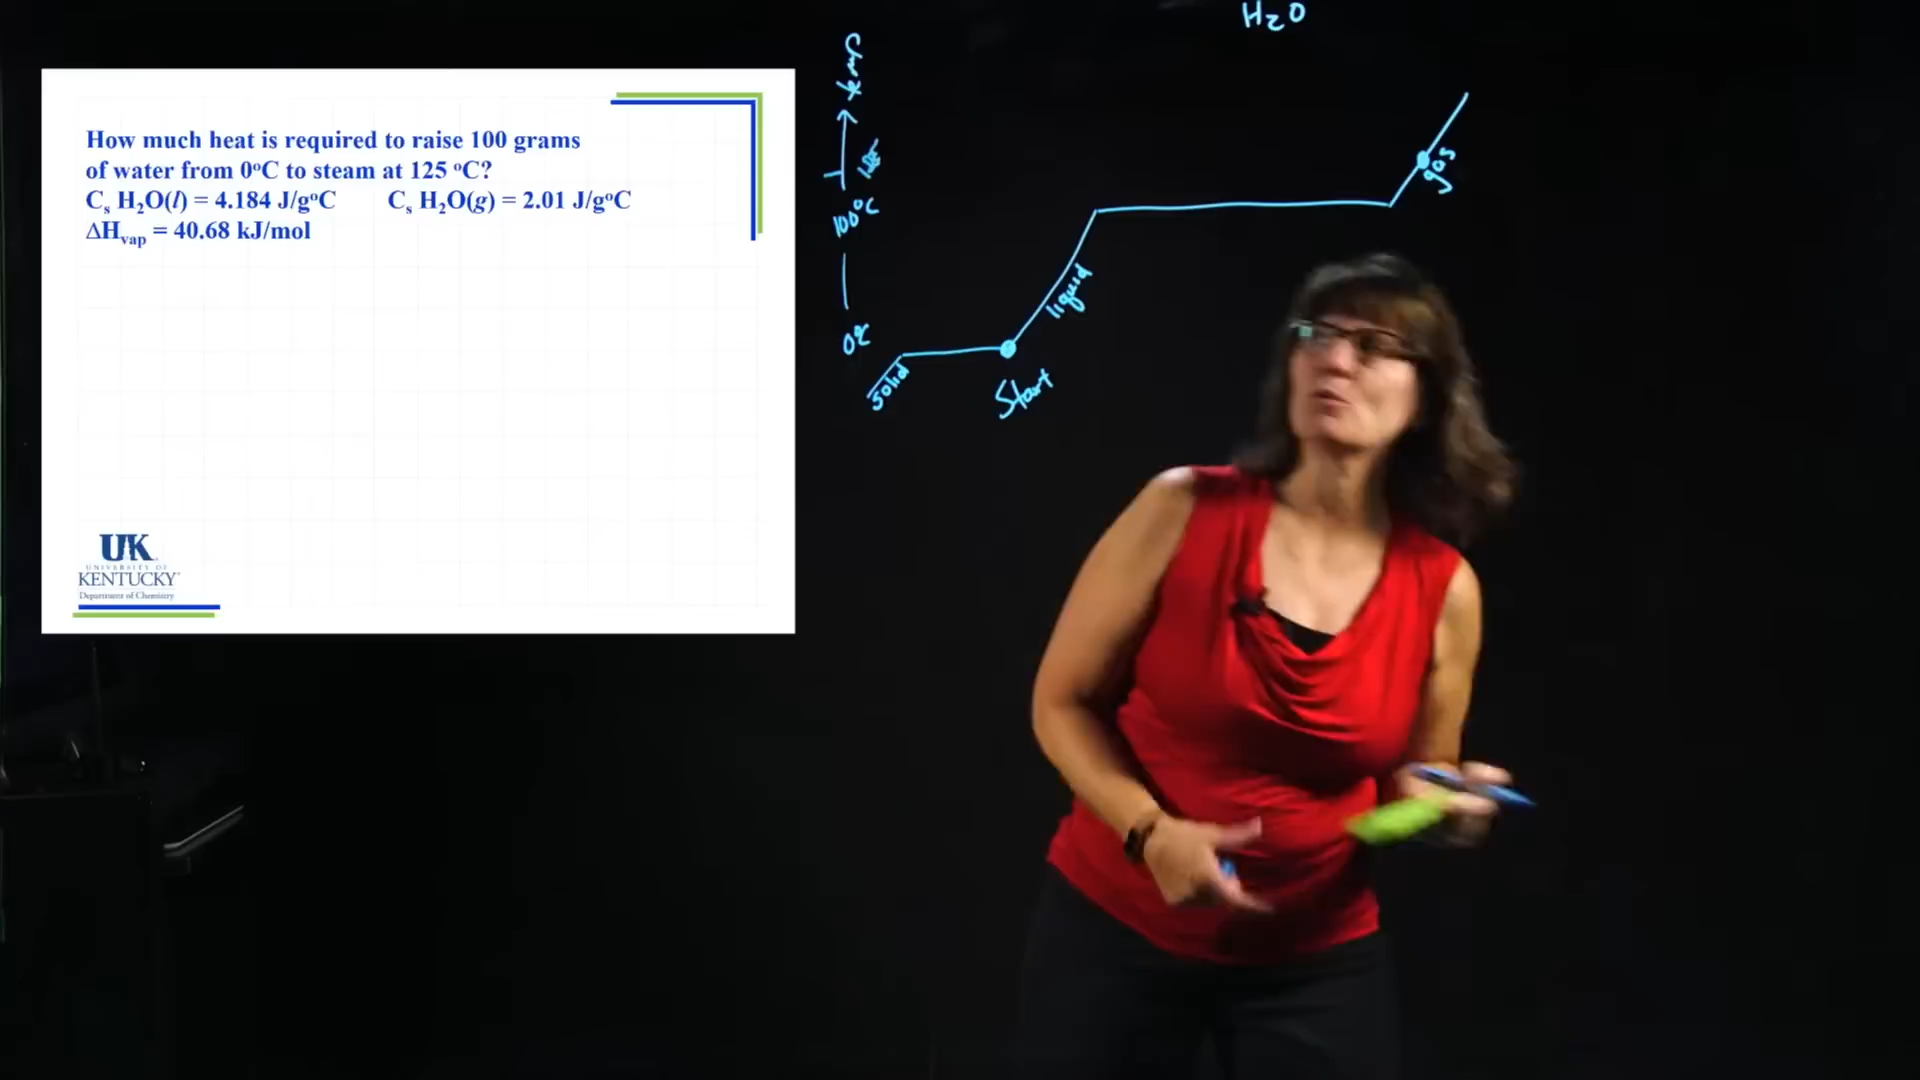 How much heat is required to raise 100 grams
of water from 0°C to steam at 125 °C?
Cₛ H₂O(l) = 4.184 J/g°C Cₛ H₂O(g) = 2.01 J/g°C
ΔHvap = 40.68 kJ/mol
UK
UNIVERSITY OF
KENTUCKY
Department of Chemistry
H₂O
temp
100°C
0°C
solid
Start
liquid
gas